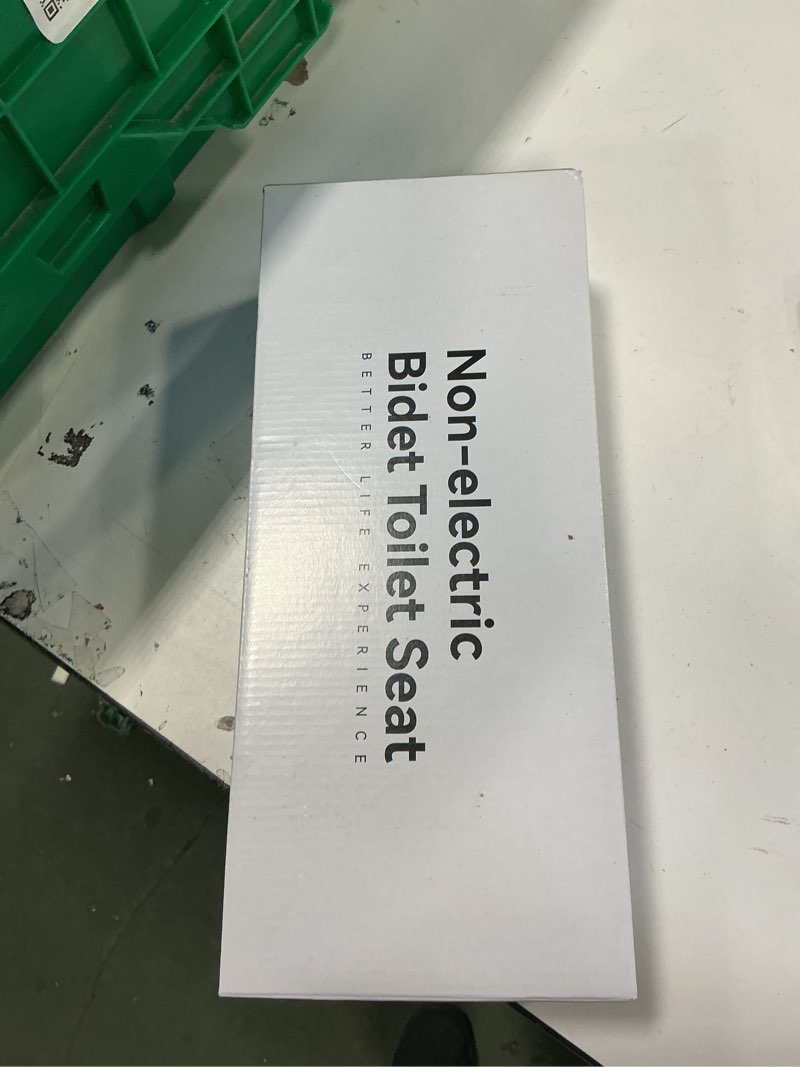 Non-electric
Bidet Toilet Seat
BETTER LIFE EXPERIENCE